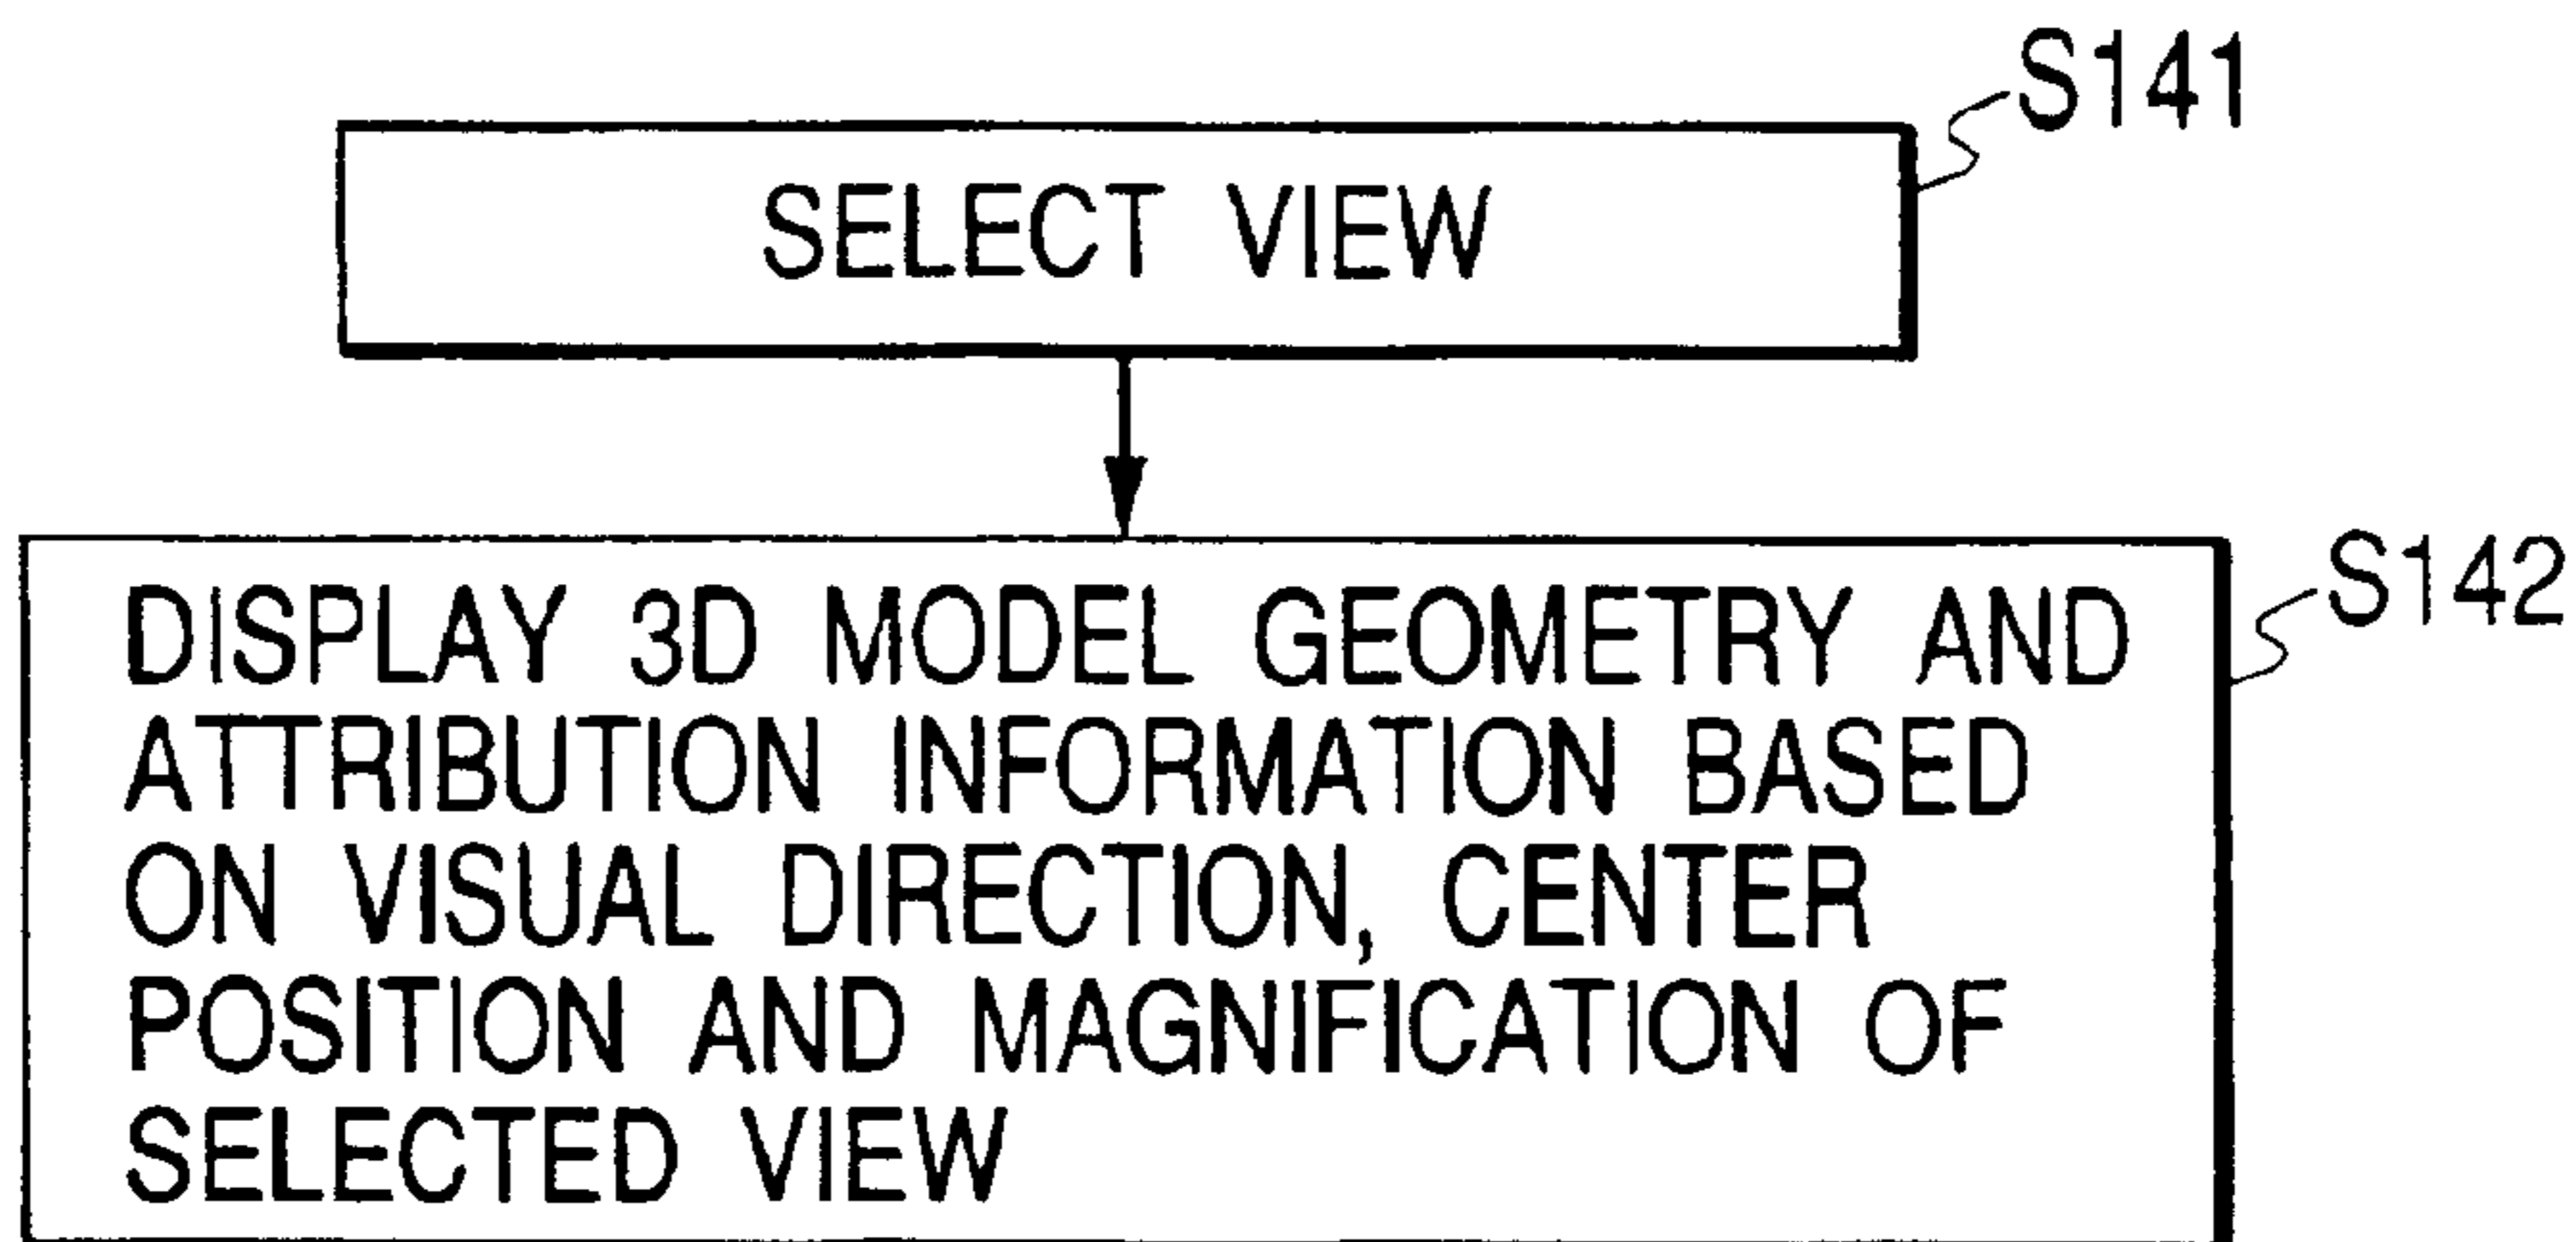 S141
SELECT VIEW
S142
DISPLAY 3D MODEL GEOMETRY AND
ATTRIBUTION INFORMATION BASED
ON VISUAL DIRECTION, CENTER
POSITION AND MAGNIFICATION OF
SELECTED VIEW